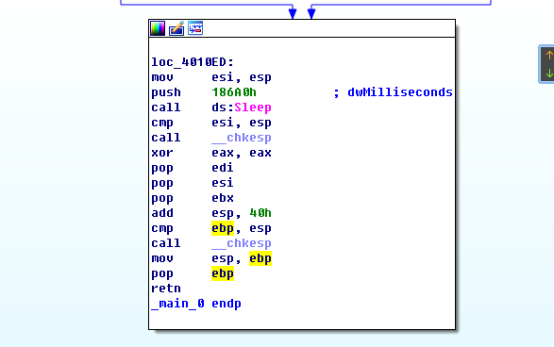 loc_4010ED:
mov esi, esp
push 186A0h ; dwMilliseconds
call ds:Sleep
cmp esi, esp
call __chkesp
xor eax, eax
pop edi
pop esi
pop ebx
add esp, 40h
cmp ebp, esp
call __chkesp
mov esp, ebp
pop ebp
retn
_main_0 endp